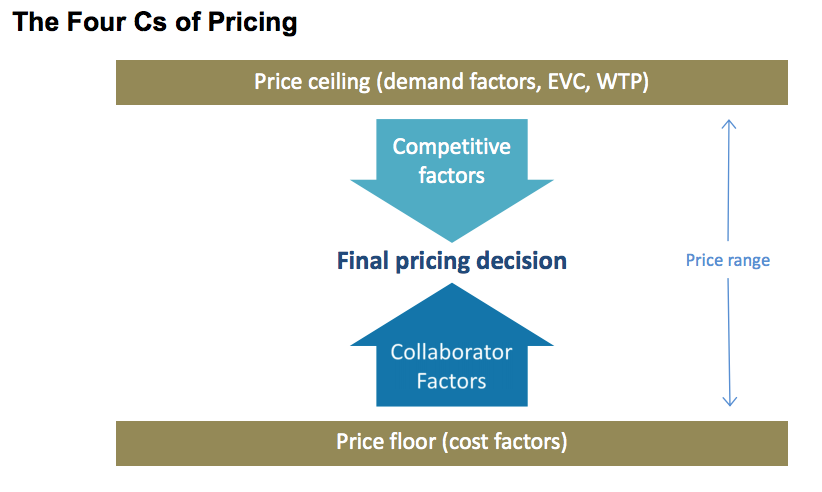 The Four Cs of Pricing
Price ceiling (demand factors, EVC, WTP)
Competitive
factors
Final pricing decision
Price range
Collaborator
Factors
Price floor (cost factors)